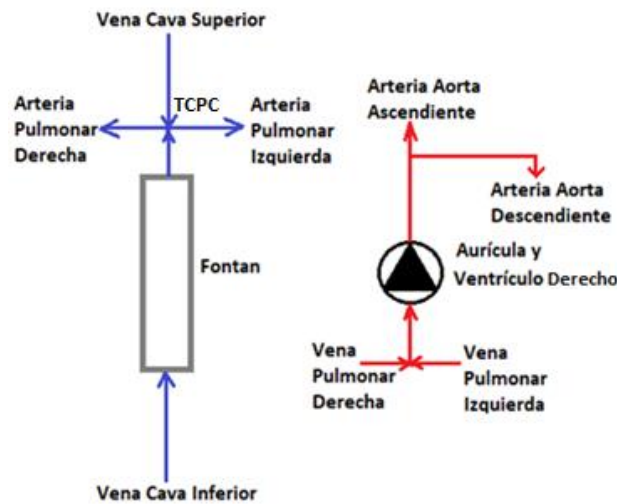 Vena Cava Superior
TCPC
Arteria
Pulmonar
Derecha
Arteria
Pulmonar
Izquierda
Fontan
Vena Cava Inferior
Arteria Aorta
Ascendiente
Arteria Aorta
Descendiente
Aurícula y
Ventrículo Derecho
Vena
Pulmonar
Derecha
Vena
Pulmonar
Izquierda